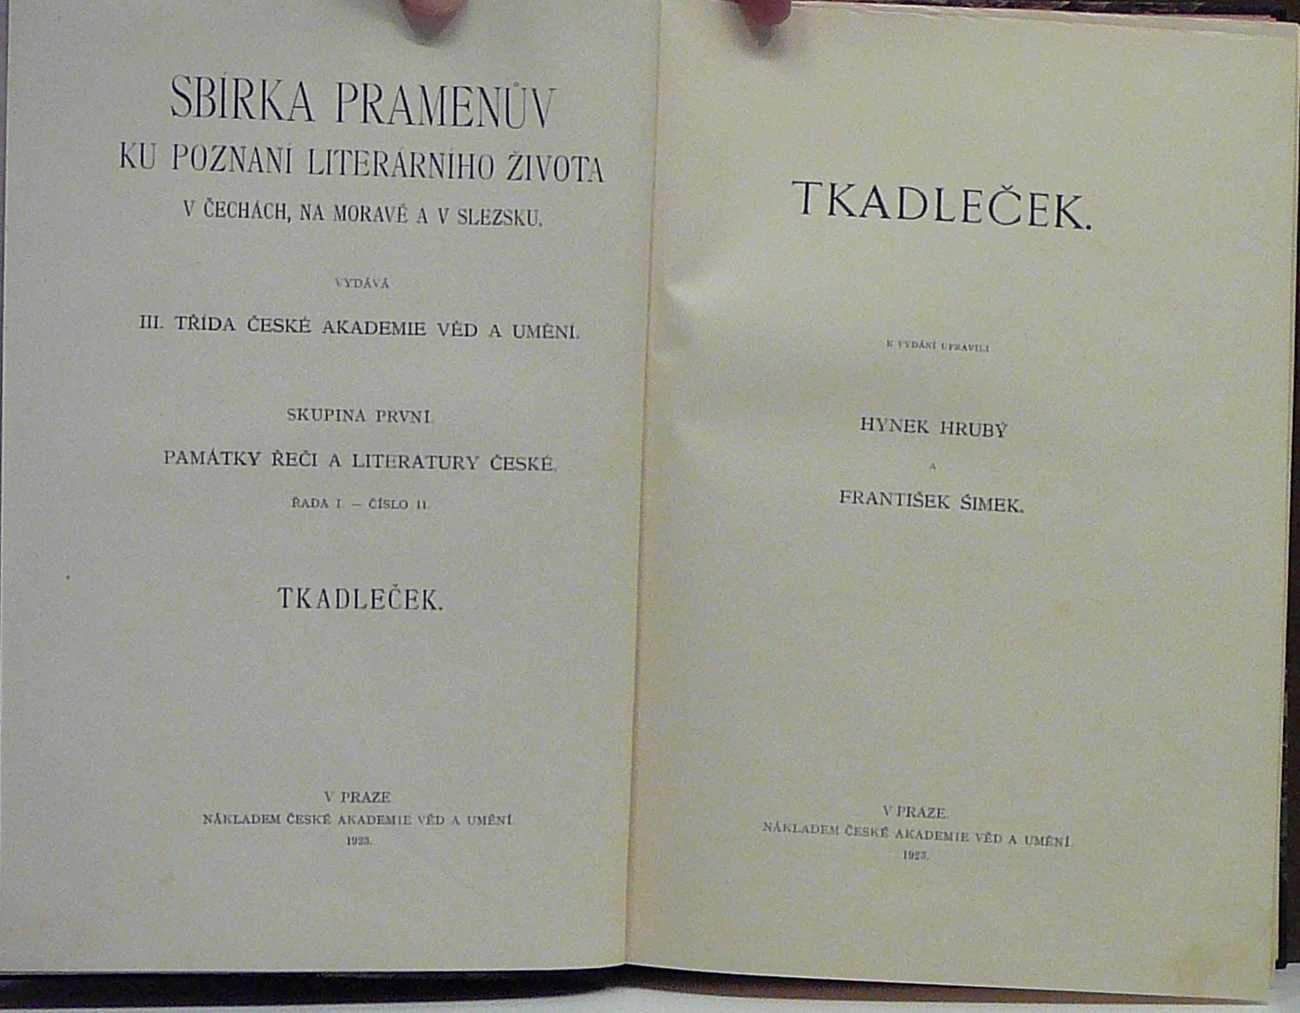 SBÍRKA PRAMENŮV
KU POZNANÍ LITERÁRNÍHO ŽIVOTA
V ČECHÁCH, NA MORAVĚ A V SLEZSKU.
VYDÁVÁ
III. TŘÍDA ČESKÉ AKADEMIE VĚD A UMĚNÍ.
SKUPINA PRVNÍ.
PAMÁTKY ŘEČI A LITERATURY ČESKÉ.
ŘADA I. – ČÍSLO 11.
TKADLEČEK.
V PRAZE
NÁKLADEM ČESKÉ AKADEMIE VĚD A UMĚNÍ.
1923.
TKADLEČEK.
K VYDÁNÍ UPRAVILI
HYNEK HRUBÝ
A
FRANTIŠEK ŠIMEK.
V PRAZE.
NÁKLADEM ČESKÉ AKADEMIE VĚD A UMĚNÍ.
1923.